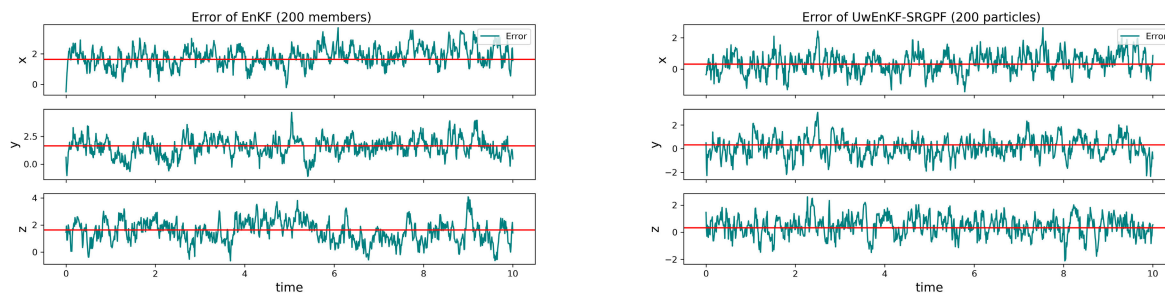 Error of EnKF (200 members)
Error
x
2
0
y
2.5
0.0
z
4
2
0
0 2 4 6 8 10
time
Error of UwEnKF-SRGPF (200 particles)
Error
x
2
0
y
2
0
−2
z
2
0
−2
0 2 4 6 8 10
time